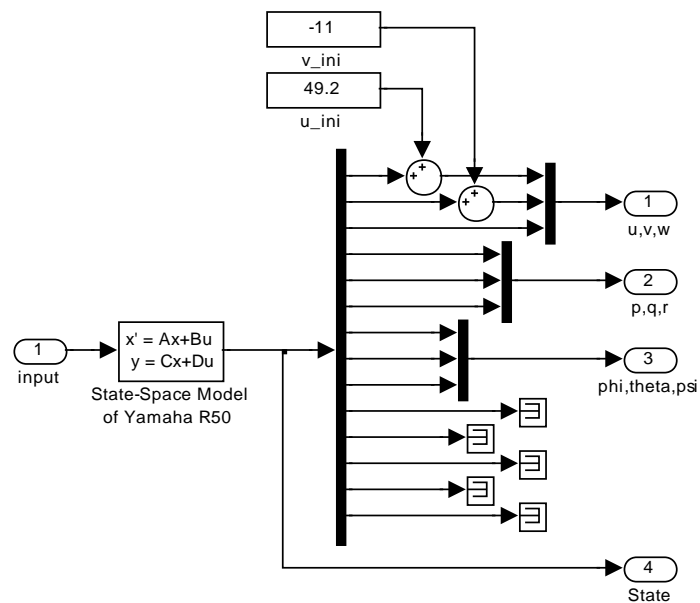 -11
v_ini
49.2
u_ini
+
+
+
+
1
u,v,w
2
p,q,r
1
input
x' = Ax+Bu
y = Cx+Du
State-Space Model
of Yamaha R50
3
phi,theta,psi
4
State